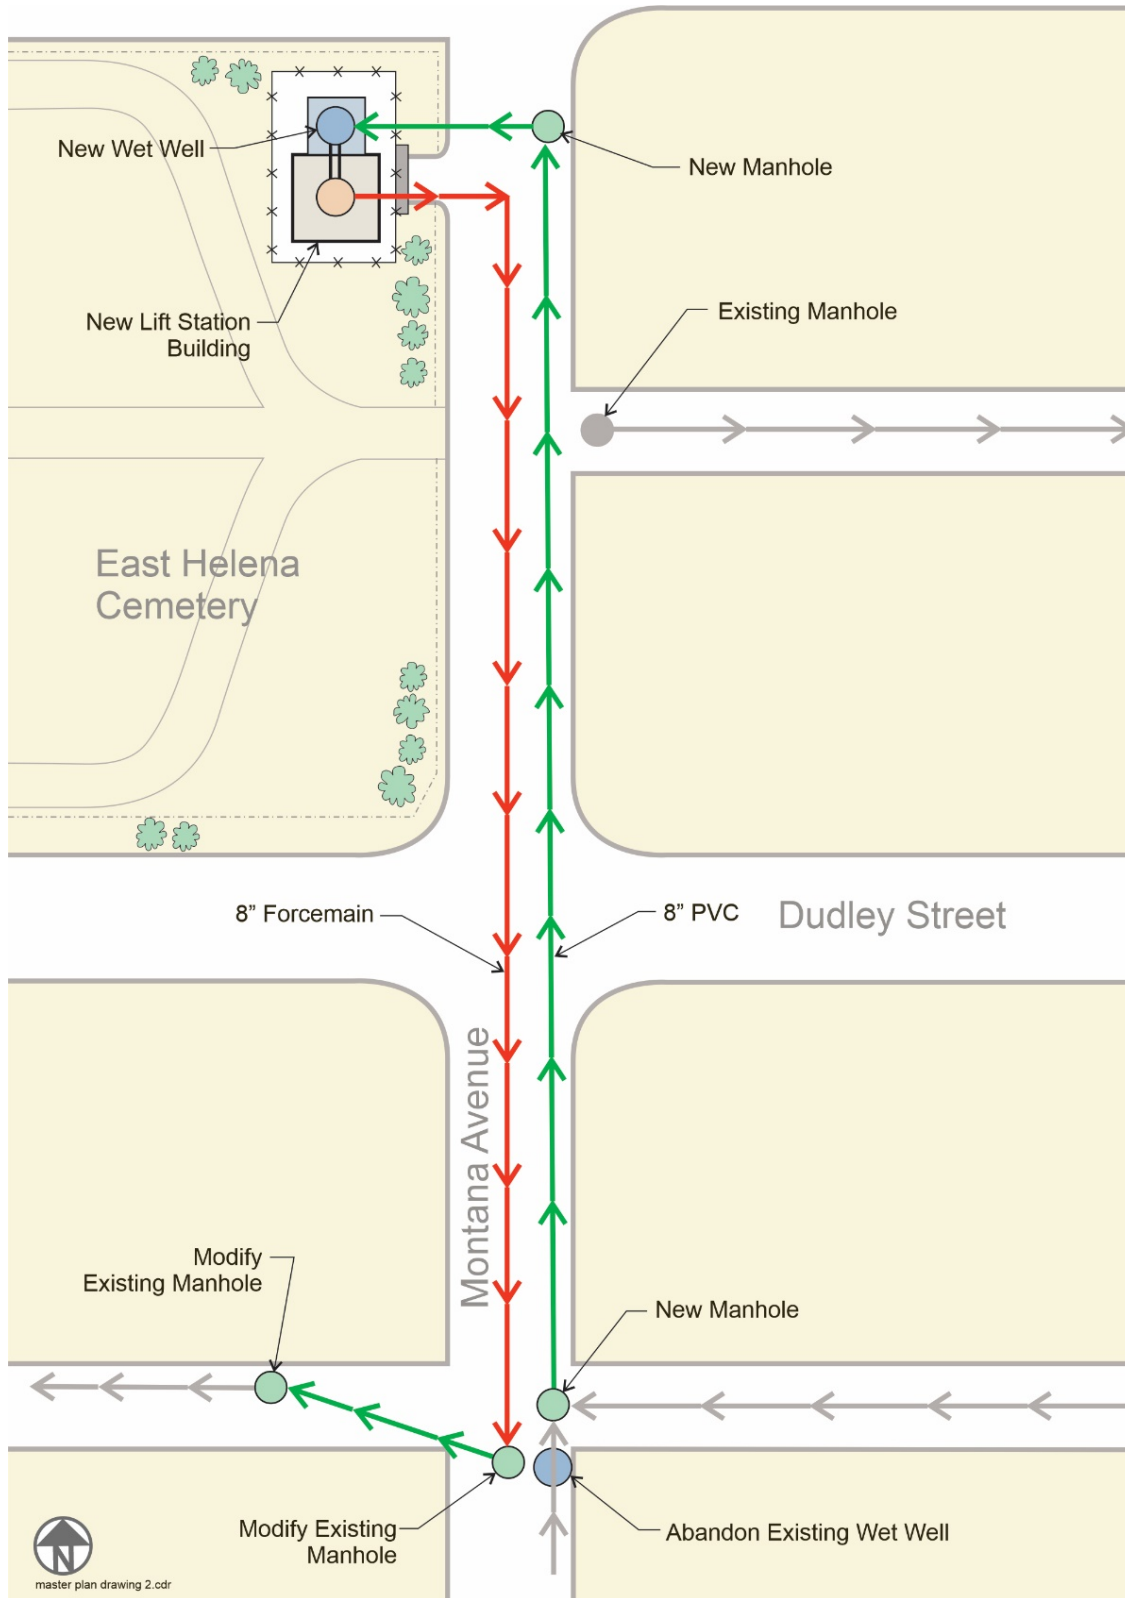 New Wet Well
New Manhole
New Lift Station
Building
Existing Manhole
East Helena
Cemetery
8” Forcemain
8” PVC
Dudley Street
Montana Avenue
Modify
Existing Manhole
New Manhole
Modify Existing
Manhole
Abandon Existing Wet Well
N
master plan drawing 2.cdr